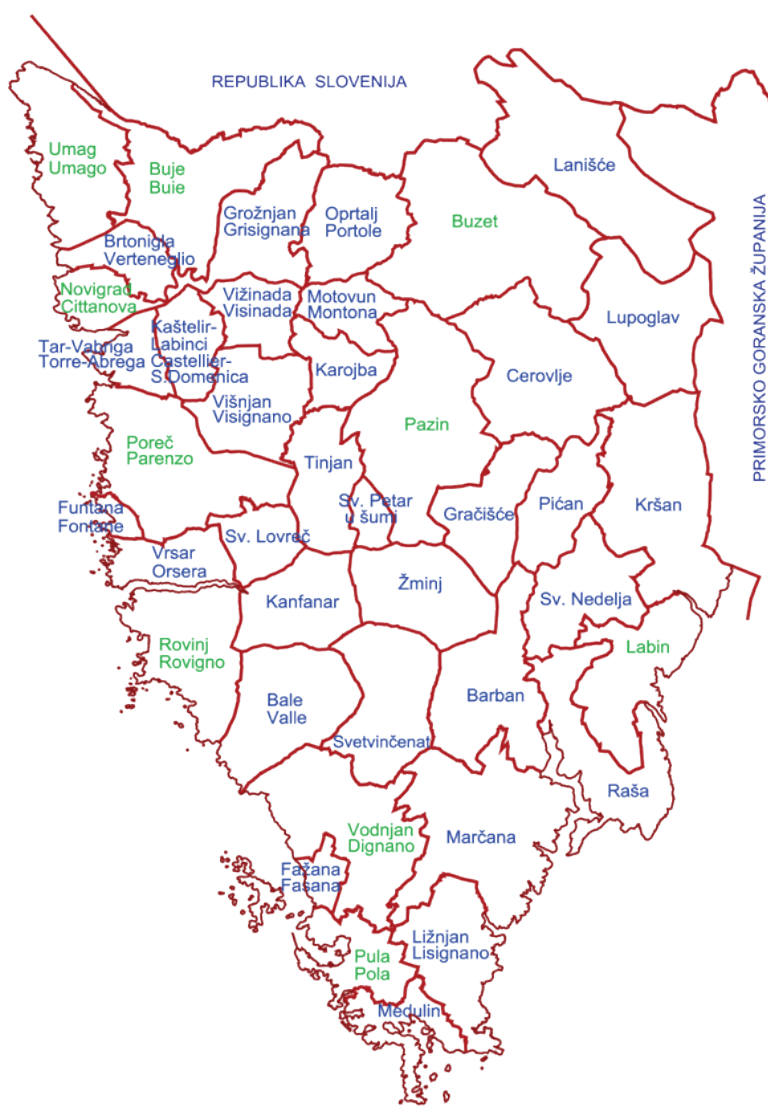 REPUBLIKA SLOVENIJA
PRIMORSKO GORANSKA ŽUPANIJA
Umag
Umago
Buje
Buie
Lanišće
Grožnjan
Grisignana
Oprtalj
Portole
Buzet
Brtonigla
Verteneglio
Novigrad
Cittanova
Vižinada
Visinada
Motovun
Montona
Lupoglav
Tar-Vabriga
Torre-Abrega
Kaštelir-
Labinci
Castellier-
S.Domenica
Karojba
Cerovlje
Višnjan
Visignano
Pazin
Poreč
Parenzo
Tinjan
Sv. Petar
u šumi
Gračišće
Pićan
Kršan
Funtana
Fontane
Sv. Lovreč
Vrsar
Orsera
Kanfanar
Žminj
Sv. Nedelja
Rovinj
Rovigno
Labin
Bale
Valle
Barban
Svetvinčenat
Raša
Vodnjan
Dignano
Marčana
Fažana
Fasana
Ližnjan
Lisignano
Pula
Pola
Medulin